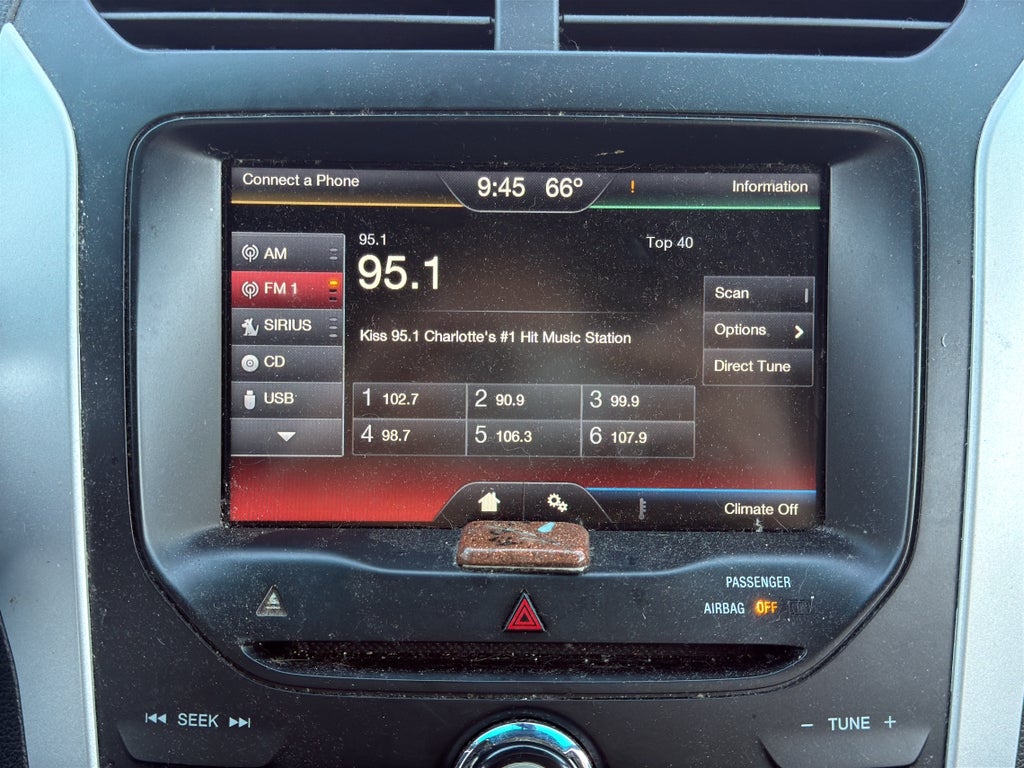 Connect a Phone
9:45 66°
!
Information
AM
FM 1
SIRIUS
CD
USB
95.1
95.1
Top 40
Kiss 95.1 Charlotte's #1 Hit Music Station
Scan
Options
Direct Tune
1 102.7
2 90.9
3 99.9
4 98.7
5 106.3
6 107.9
Climate Off
PASSENGER
AIRBAG OFF
SEEK
- TUNE +